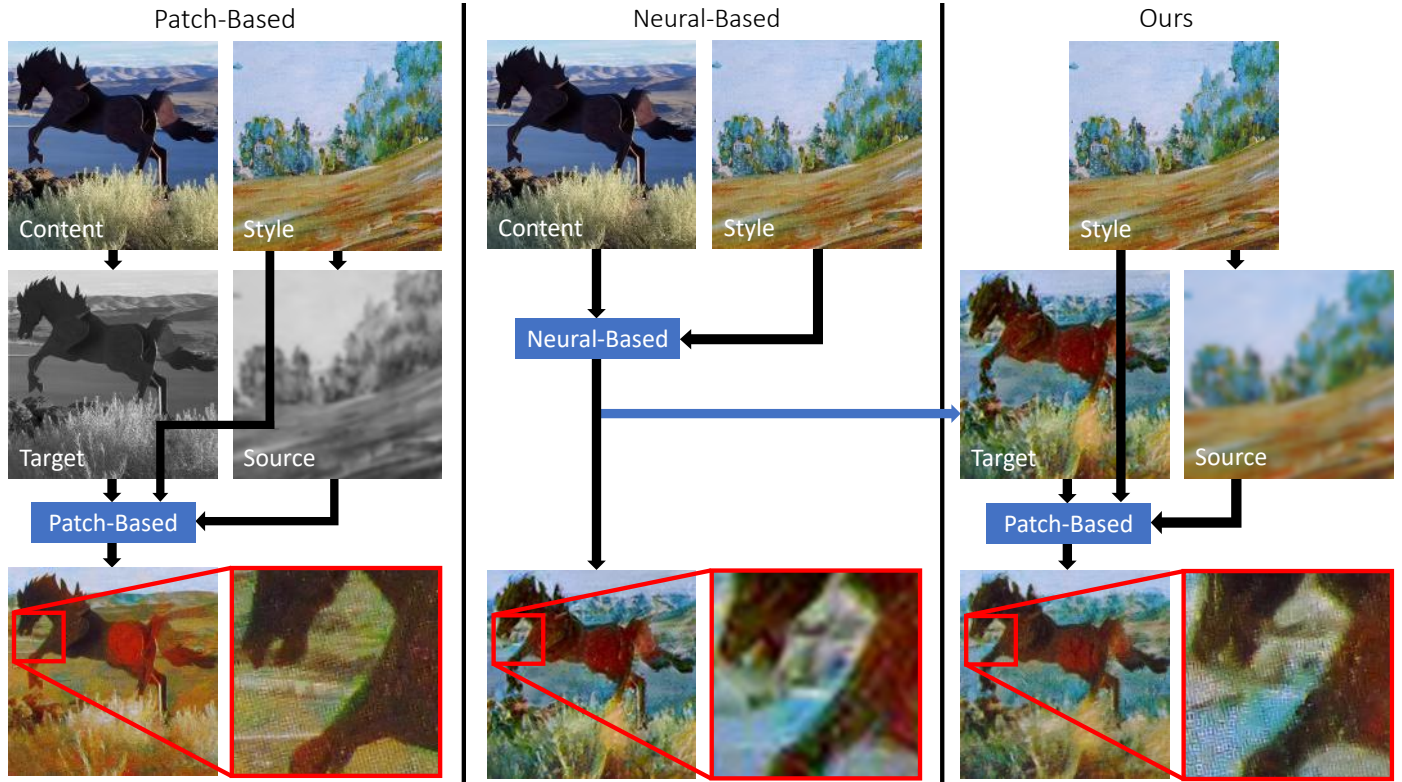 Patch-Based
Neural-Based
Ours
Content
Style
Content
Style
Style
Neural-Based
Target
Source
Target
Source
Patch-Based
Patch-Based